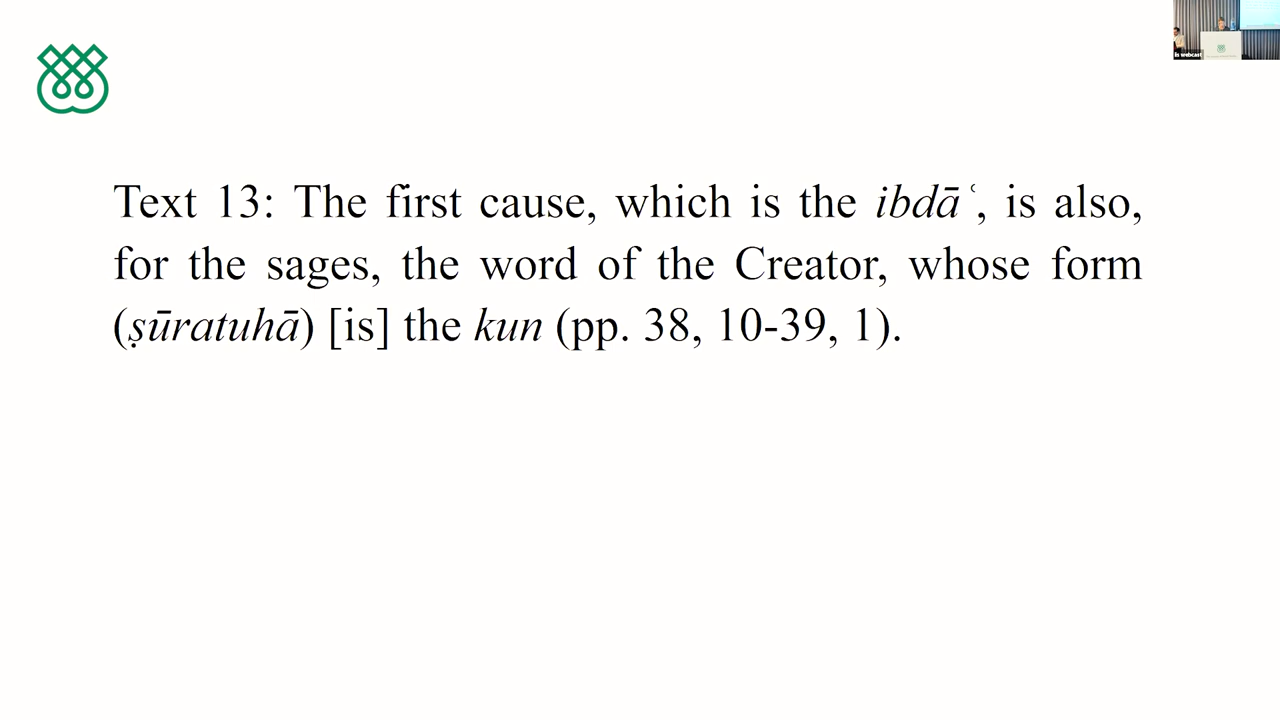 Text 13: The first cause, which is the ibdāʿ, is also,
for the sages, the word of the Creator, whose form
(ṣūratuhā) [is] the kun (pp. 38, 10-39, 1).